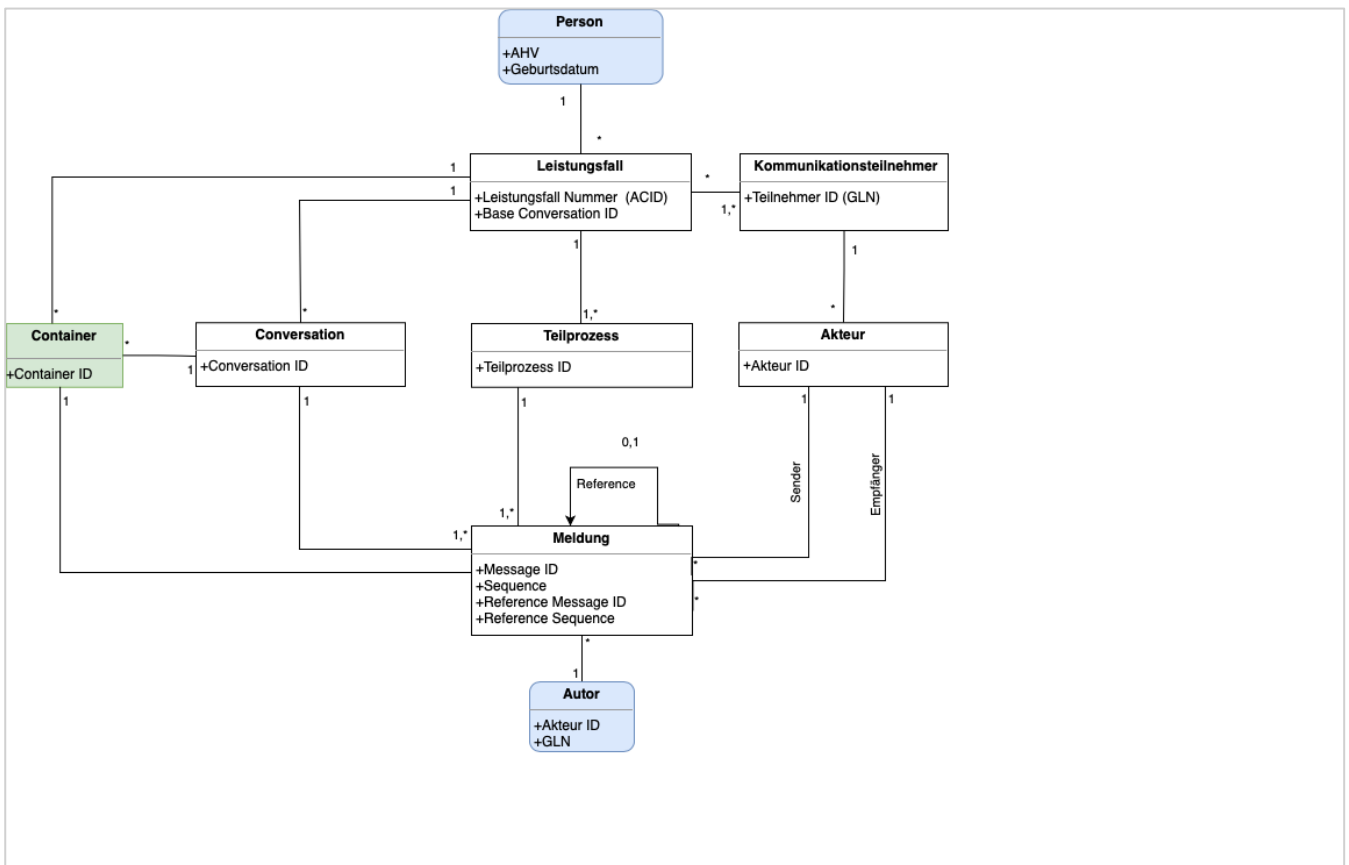 Person
+AHV
+Geburtsdatum
1
*
Leistungsfall
+Leistungsfall Nummer (ACID)
+Base Conversation ID
1
1
*
1,*
Kommunikationsteilnehmer
+Teilnehmer ID (GLN)
1
1
*
*
1,*
*
Container
+Container ID
*
1
Conversation
+Conversation ID
Teilprozess
+Teilprozess ID
Akteur
+Akteur ID
1
1
1
1
1
0,1
Reference
Sender
Empfänger
1,*
1,*
Meldung
+Message ID
+Sequence
+Reference Message ID
+Reference Sequence
*
*
*
1
Autor
+Akteur ID
+GLN